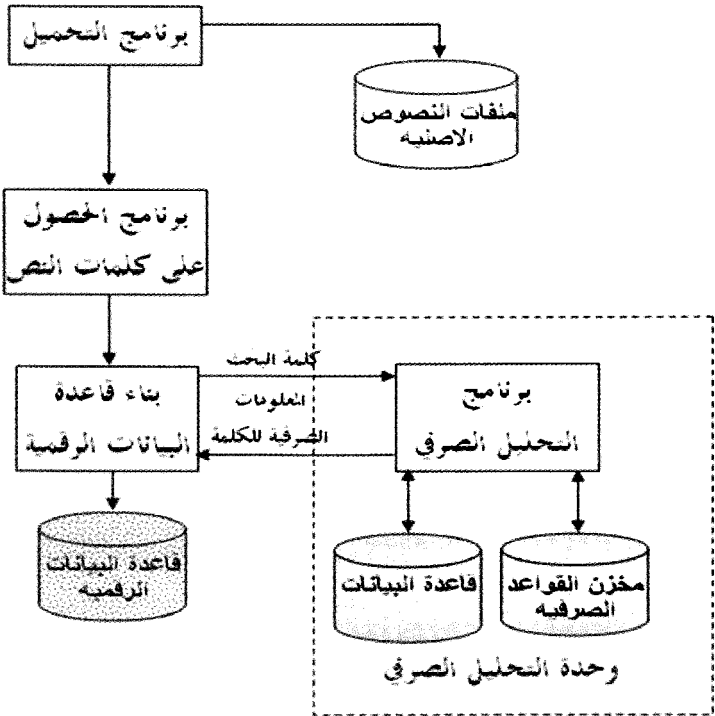 برنامج التحميل
ملفات النصوص
الاصليه
برنامج الحصول
على كلمات النص
كلمة البحث
المعلومات
الصرفية للكلمة
بناء قاعدة
البيانات الرقمية
برنامج
التحليل الصرفي
قاعدة البيانات
الرقميه
قاعدة البيانات
مخزن القواعد
الصرفيه
وحدة التحليل الصرفي